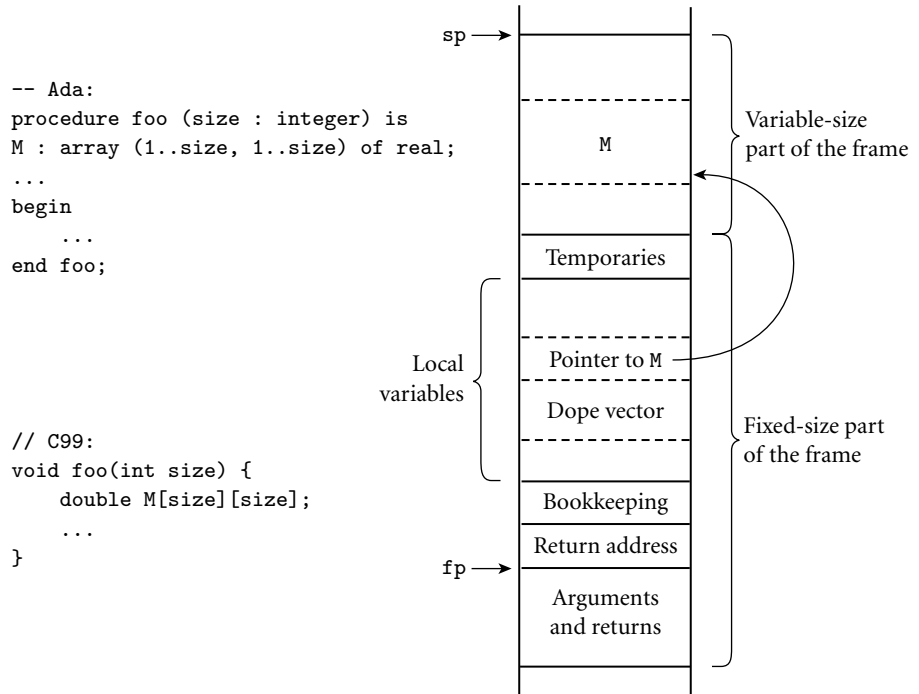 -- Ada:
procedure foo (size : integer) is
M : array (1..size, 1..size) of real;
...
begin
    ...
end foo;
// C99:
void foo(int size) {
    double M[size][size];
    ...
}
sp
M
Variable-size
part of the frame
Temporaries
Local
variables
Pointer to M
Dope vector
Fixed-size part
of the frame
Bookkeeping
Return address
fp
Arguments
and returns